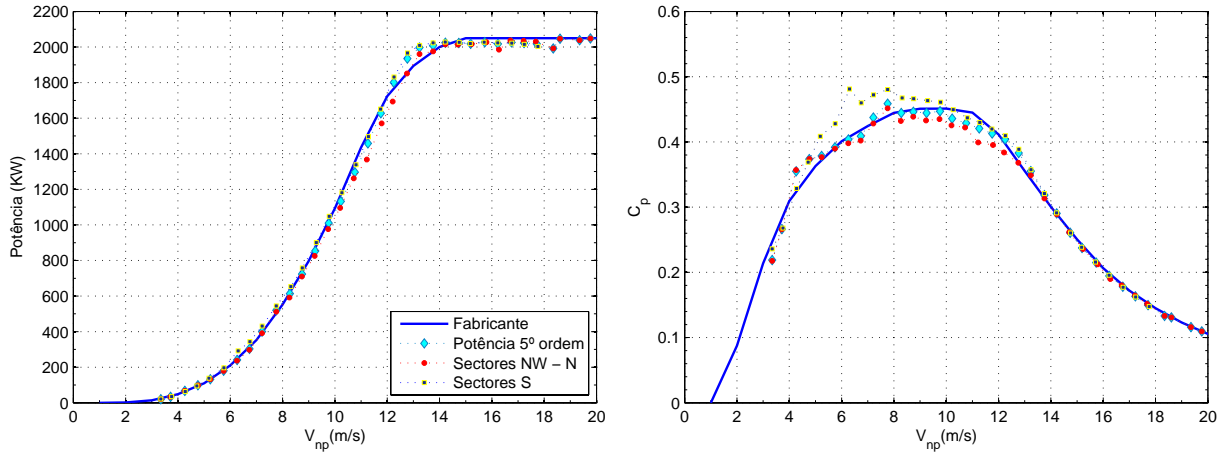 2200
2000
1800
1600
1400
1200
1000
800
600
400
200
0
Potência (KW)
0 2 4 6 8 10 12 14 16 18 20
V_np(m/s)
Fabricante
Potência 5º ordem
Sectores NW − N
Sectores S
0.6
0.5
0.4
0.3
0.2
0.1
0
C_p
0 2 4 6 8 10 12 14 16 18 20
V_np(m/s)